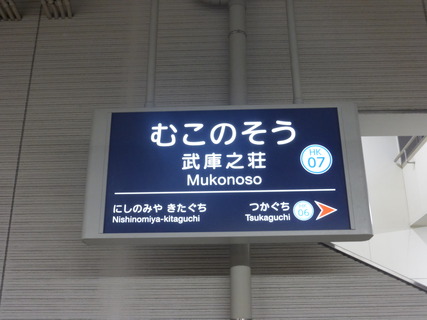 むこのそう
武庫之荘
HK
07
Mukonoso
にしのみや きたぐち
Nishinomiya-kitaguchi
つかぐち
Tsukaguchi
06